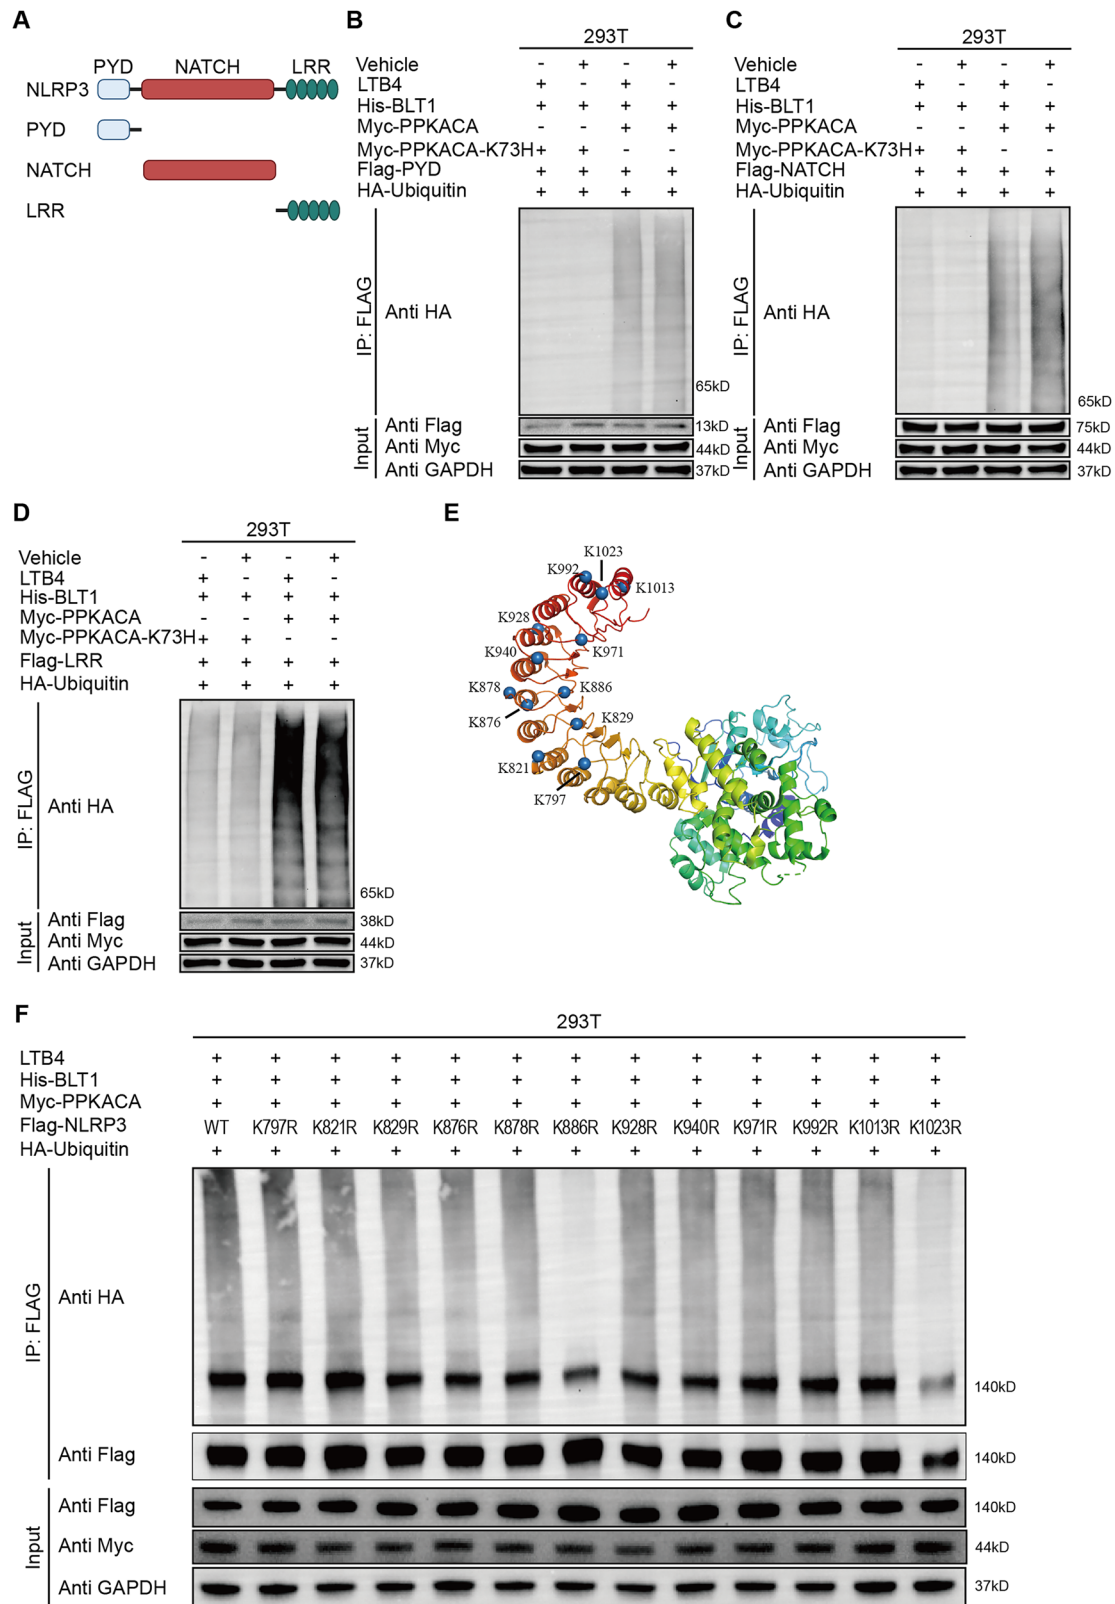 A
PYD NATCH LRR
NLRP3
PYD
NATCH
LRR
B
293T
Vehicle - + - +
LTB4 + - + -
His-BLT1 + + + +
Myc-PPKACA - - + +
Myc-PPKACA-K73H + + - -
Flag-PYD + + + +
HA-Ubiquitin + + + +
IP: FLAG
Anti HA
65kD
Input
Anti Flag 13kD
Anti Myc 44kD
Anti GAPDH 37kD
C
293T
Vehicle - + - +
LTB4 + - + -
His-BLT1 + + + +
Myc-PPKACA - - + +
Myc-PPKACA-K73H + + - -
Flag-NATCH + + + +
HA-Ubiquitin + + + +
IP: FLAG
Anti HA
65kD
Input
Anti Flag 75kD
Anti Myc 44kD
Anti GAPDH 37kD
D
293T
Vehicle - + - +
LTB4 + - + -
His-BLT1 + + + +
Myc-PPKACA - - + +
Myc-PPKACA-K73H + + - -
Flag-LRR + + + +
HA-Ubiquitin + + + +
IP: FLAG
Anti HA
65kD
Input
Anti Flag 38kD
Anti Myc 44kD
Anti GAPDH 37kD
E
K1023
K992
K1013
K928
K940 K971
K878 K886
K876
K829
K821
K797
F
293T
LTB4 + + + + + + + + + + + + +
His-BLT1 + + + + + + + + + + + + +
Myc-PPKACA + + + + + + + + + + + + +
Flag-NLRP3 WT K797R K821R K829R K876R K878R K886R K928R K940R K971R K992R K1013R K1023R
HA-Ubiquitin + + + + + + + + + + + + +
IP: FLAG
Anti HA
140kD
Anti Flag 140kD
Input
Anti Flag 140kD
Anti Myc 44kD
Anti GAPDH 37kD